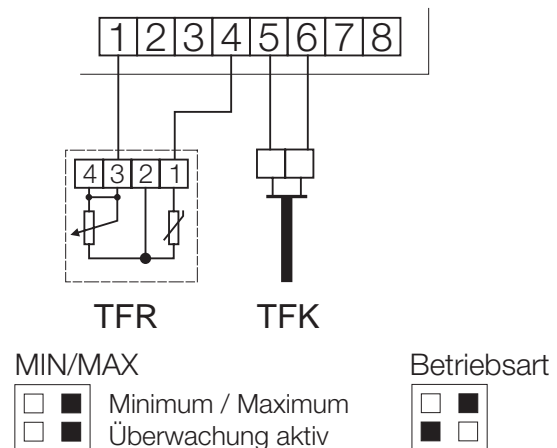 1 2 3 4 5 6 7 8
4 3 2 1
TFR TFK
MIN/MAX Betriebsart
Minimum / Maximum
Überwachung aktiv